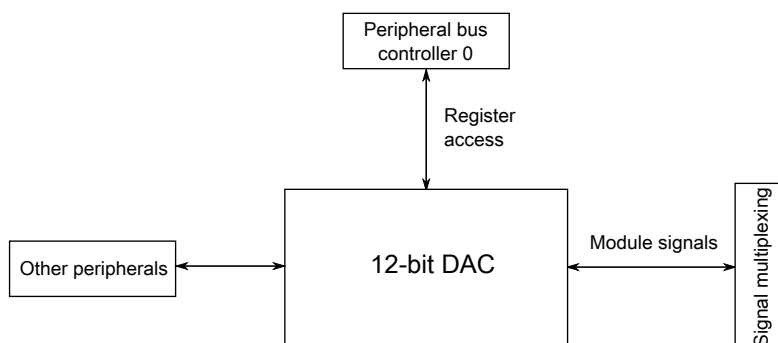 Peripheral bus
controller 0
Register
access
Signal multiplexing
Module signals
12-bit DAC
Other peripherals